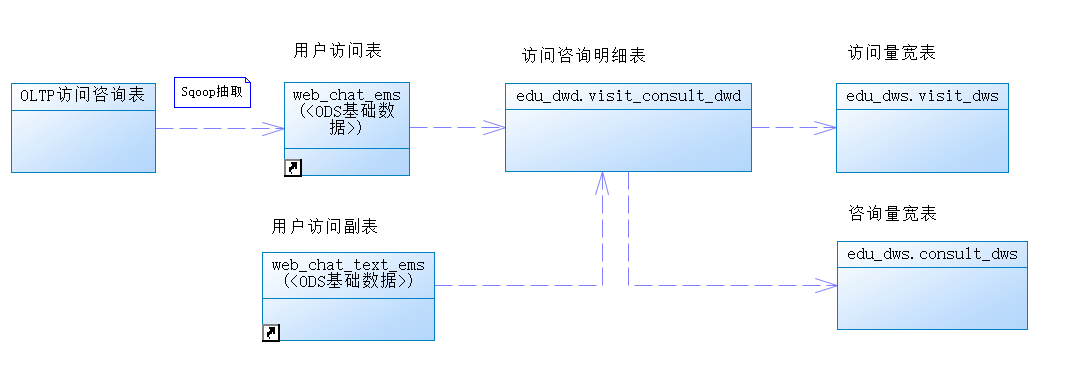 用户访问表
访问咨询明细表
访问量宽表
OLTP访问咨询表
Sqoop抽取
web_chat_ems
(<ODS基础数
据>)
edu_dwd.visit_consult_dwd
edu_dws.visit_dws
用户访问副表
咨询量宽表
web_chat_text_ems
(<ODS基础数据>)
edu_dws.consult_dws